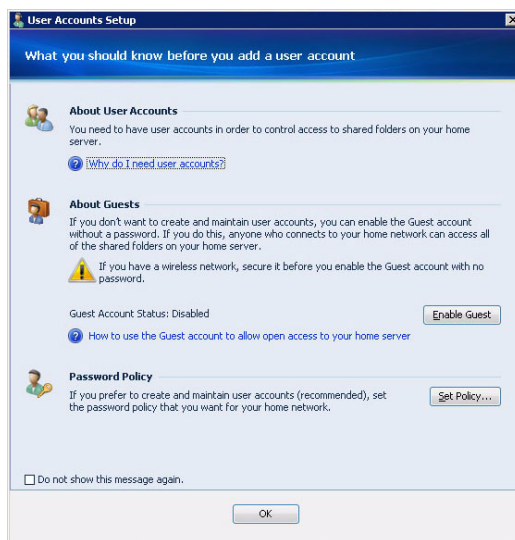 User Accounts Setup
What you should know before you add a user account
About User Accounts
You need to have user accounts in order to control access to shared folders on your home
server.
Why do I need user accounts?
About Guests
If you don't want to create and maintain user accounts, you can enable the Guest account
without a password. If you do this, anyone who connects to your home network can access all
of the shared folders on your home server.
If you have a wireless network, secure it before you enable the Guest account with no
password.
Guest Account Status: Disabled
Enable Guest
How to use the Guest account to allow open access to your home server
Password Policy
If you prefer to create and maintain user accounts (recommended), set
the password policy that you want for your home network.
Set Policy...
Do not show this message again.
OK